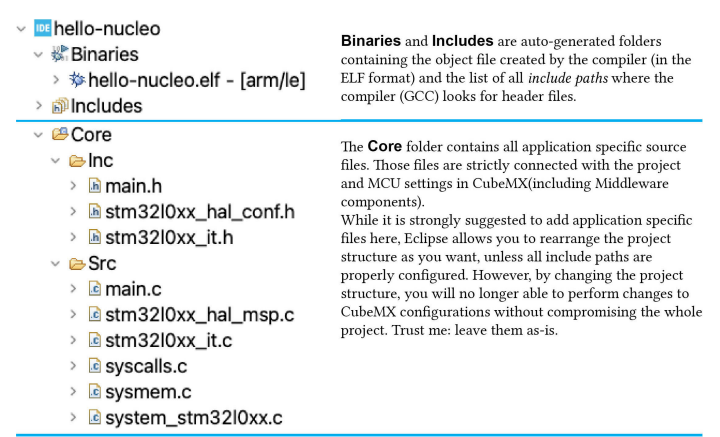 IDE hello-nucleo
Binaries
hello-nucleo.elf - [arm/le]
Includes
Binaries and Includes are auto-generated folders
containing the object file created by the compiler (in the
ELF format) and the list of all include paths where the
compiler (GCC) looks for header files.
Core
Inc
.h main.h
.h stm32l0xx_hal_conf.h
.h stm32l0xx_it.h
Src
.c main.c
.c stm32l0xx_hal_msp.c
.c stm32l0xx_it.c
.c syscalls.c
.c sysmem.c
.c system_stm32l0xx.c
The Core folder contains all application specific source
files. Those files are strictly connected with the project
and MCU settings in CubeMX(including Middleware
components).
While it is strongly suggested to add application specific
files here, Eclipse allows you to rearrange the project
structure as you want, unless all include paths are
properly configured. However, by changing the project
structure, you will no longer able to perform changes to
CubeMX configurations without compromising the whole
project. Trust me: leave them as-is.